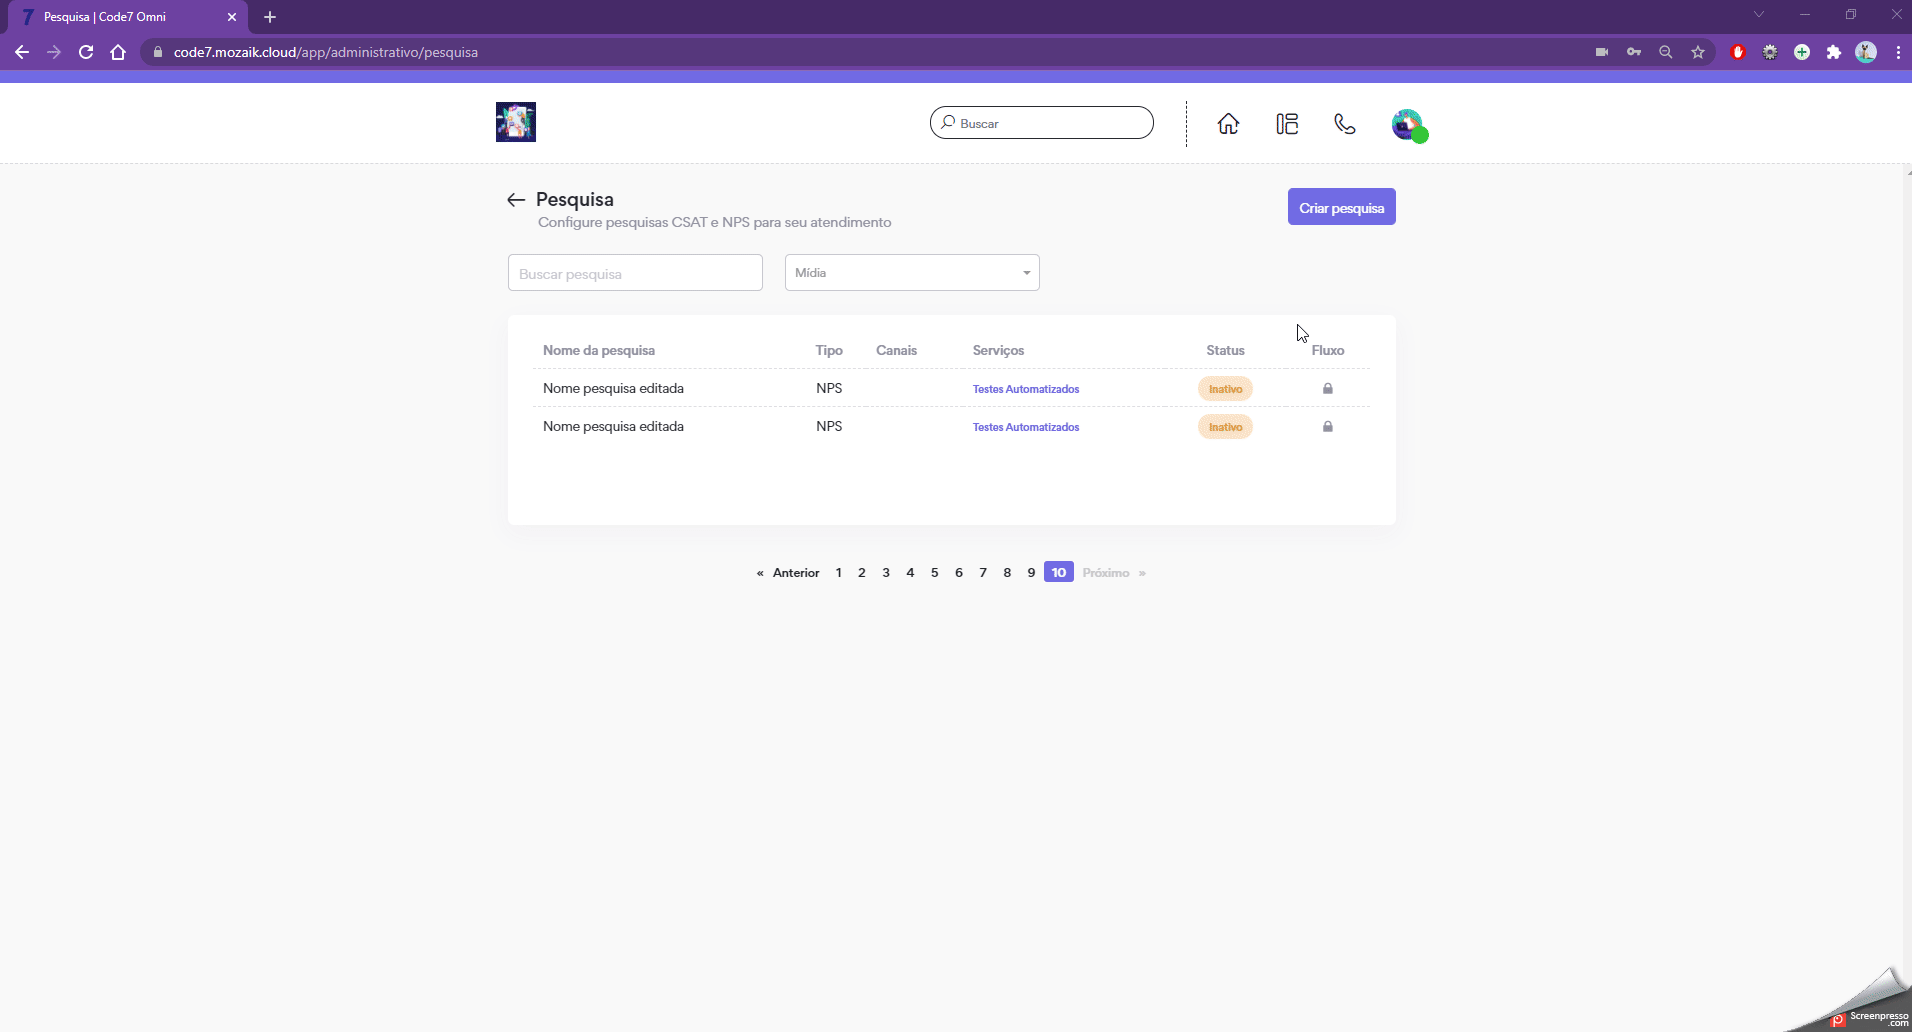 7 Pesquisa | Code7 Omni
code7.mozaik.cloud/app/administrativo/pesquisa
Buscar
Pesquisa
Configure pesquisas CSAT e NPS para seu atendimento
Criar pesquisa
Buscar pesquisa
Mídia
Nome da pesquisa Tipo Canais Serviços Status Fluxo
Nome pesquisa editada NPS Testes Automatizados Inativo
Nome pesquisa editada NPS Testes Automatizados Inativo
« Anterior 1 2 3 4 5 6 7 8 9 10 Próximo »
Screenpresso
.com